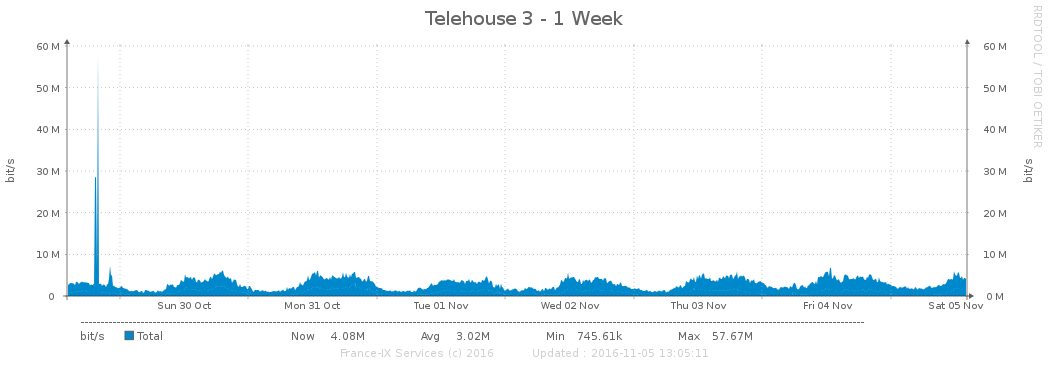 Telehouse 3 - 1 Week
RRDTOOL / TOBI OETIKER
60 M 60 M
50 M 50 M
40 M 40 M
30 M 30 M
20 M 20 M
10 M 10 M
0 0 M
bit/s bit/s
Sun 30 Oct Mon 31 Oct Tue 01 Nov Wed 02 Nov Thu 03 Nov Fri 04 Nov Sat 05 Nov
bit/s Total Now 4.08M Avg 3.02M Min 745.61k Max 57.67M
France-IX Services (c) 2016 Updated : 2016-11-05 13:05:11